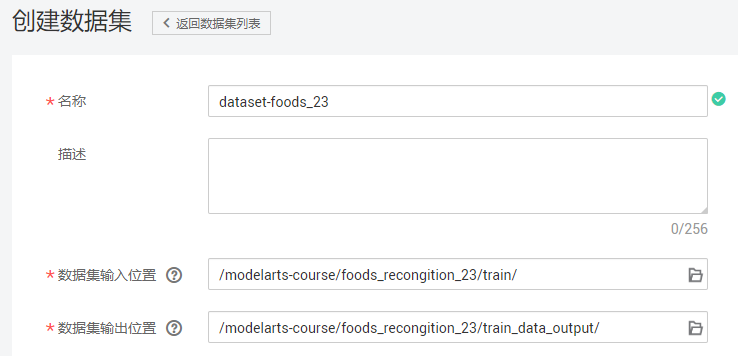 创建数据集 < 返回数据集列表
* 名称 dataset-foods_23
描述
0/256
* 数据集输入位置 ? /modelarts-course/foods_recongition_23/train/
* 数据集输出位置 ? /modelarts-course/foods_recongition_23/train_data_output/